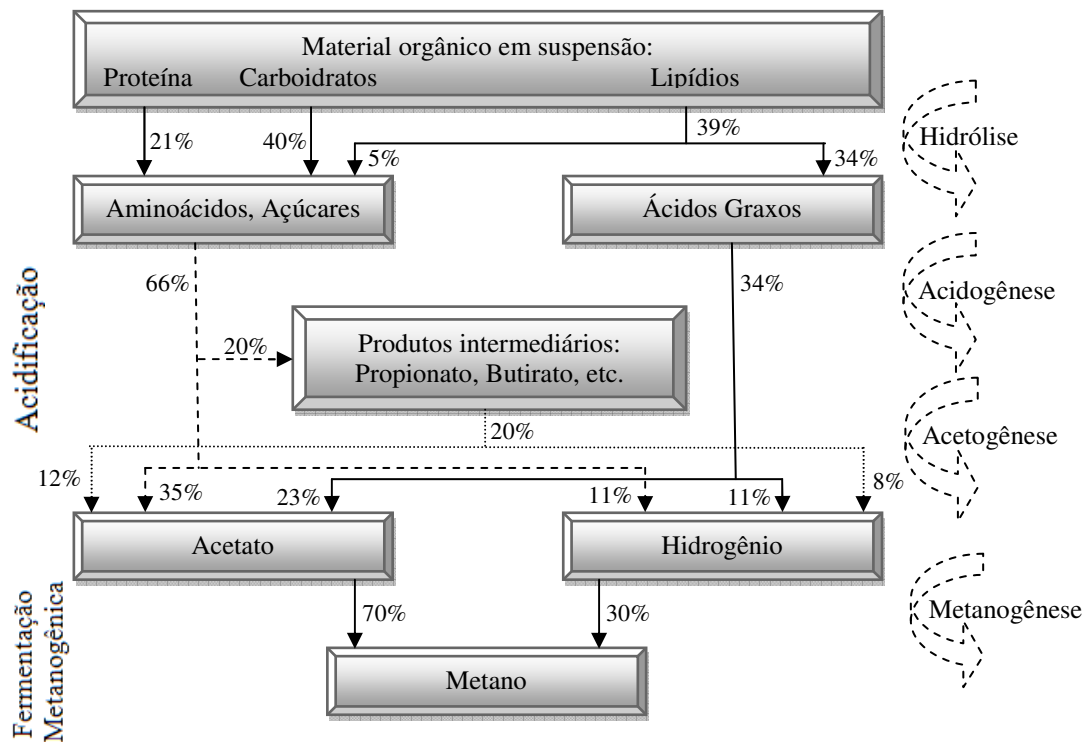 Material orgânico em suspensão:
Proteína Carboidratos Lipídios
21% 40% 39%
5% 34%
Hidrólise
Aminoácidos, Açúcares Ácidos Graxos
66% 34%
Acidogênese
Acidificação
20%
Produtos intermediários:
Propionato, Butirato, etc.
20%
Acetogênese
12% 35% 23% 11% 11% 8%
Acetato Hidrogênio
70% 30%
Metanogênese
Fermentação
Metanogênica
Metano